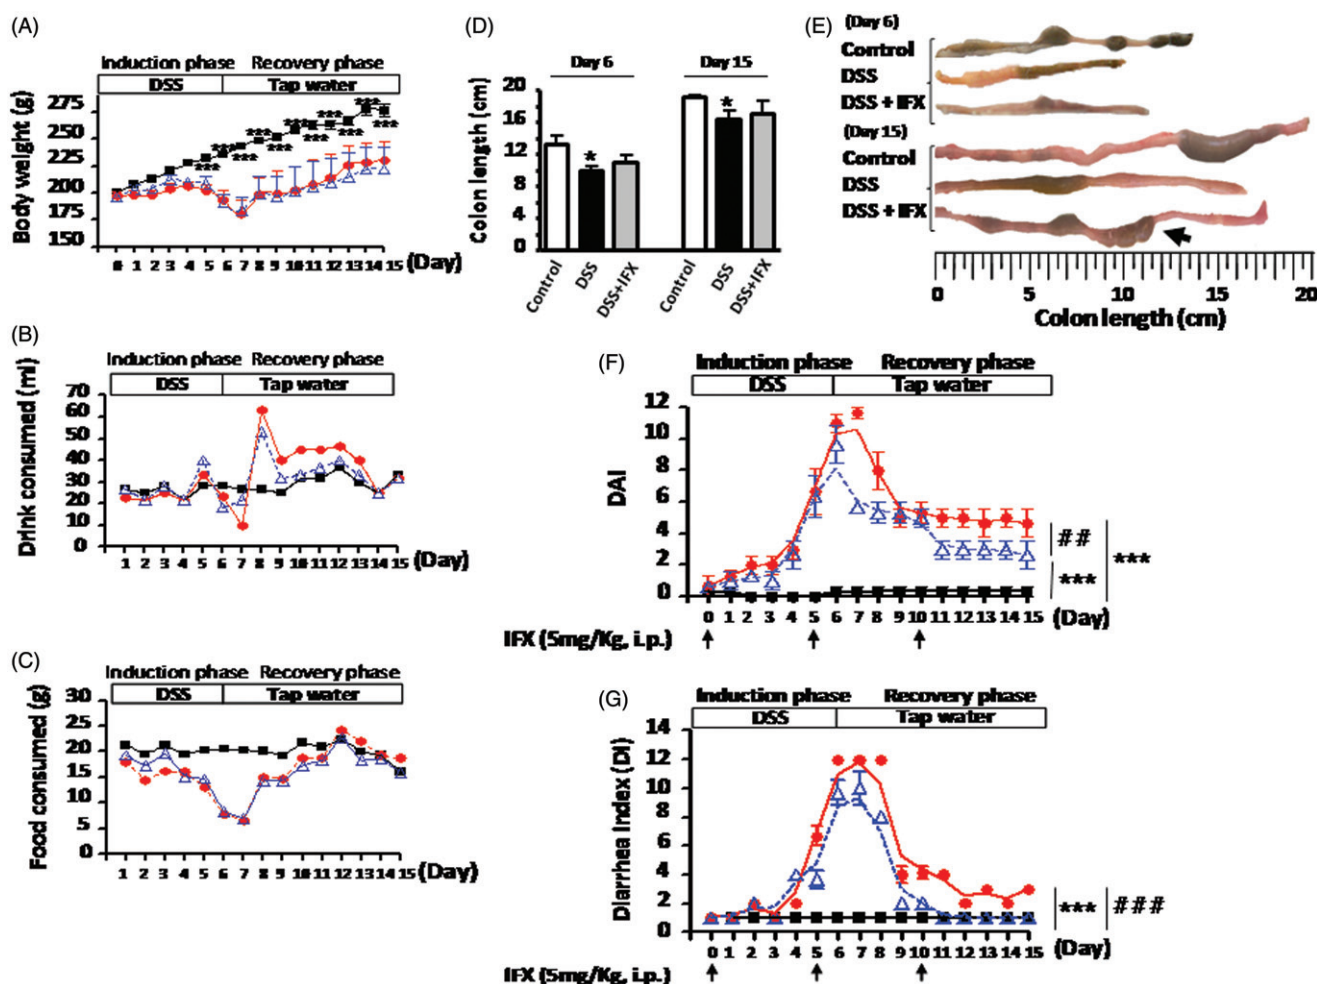 (A)
Induction phase Recovery phase
DSS Tap water
Body weight (g)
275
250
225
200
175
150
*** *** *** *** *** *** *** *** *** *** ***
0 1 2 3 4 5 6 7 8 9 10 11 12 13 14 15 (Day)
(B)
Induction phase Recovery phase
DSS Tap water
Drink consumed (ml)
70
60
50
40
30
20
10
0
1 2 3 4 5 6 7 8 9 10 11 12 13 14 15 (Day)
(C)
Induction phase Recovery phase
DSS Tap water
Food consumed (g)
30
25
20
15
10
5
0
1 2 3 4 5 6 7 8 9 10 11 12 13 14 15 (Day)
(D)
Day 6 Day 15
Colon length (cm)
20
16
12
8
4
0
* *
Control DSS DSS+IFX Control DSS DSS+IFX
(E)
(Day 6)
Control
DSS
DSS + IFX
(Day 15)
Control
DSS
DSS + IFX
0 5 10 15 20
Colon length (cm)
(F)
Induction phase Recovery phase
DSS Tap water
DAI
12
10
8
6
4
2
0
## *** ***
0 1 2 3 4 5 6 7 8 9 10 11 12 13 14 15 (Day)
IFX (5mg/Kg, i.p.)
(G)
Induction phase Recovery phase
DSS Tap water
Diarrhea Index (DI)
14
12
10
8
6
4
2
0
*** ###
0 1 2 3 4 5 6 7 8 9 10 11 12 13 14 15 (Day)
IFX (5mg/Kg, i.p.)